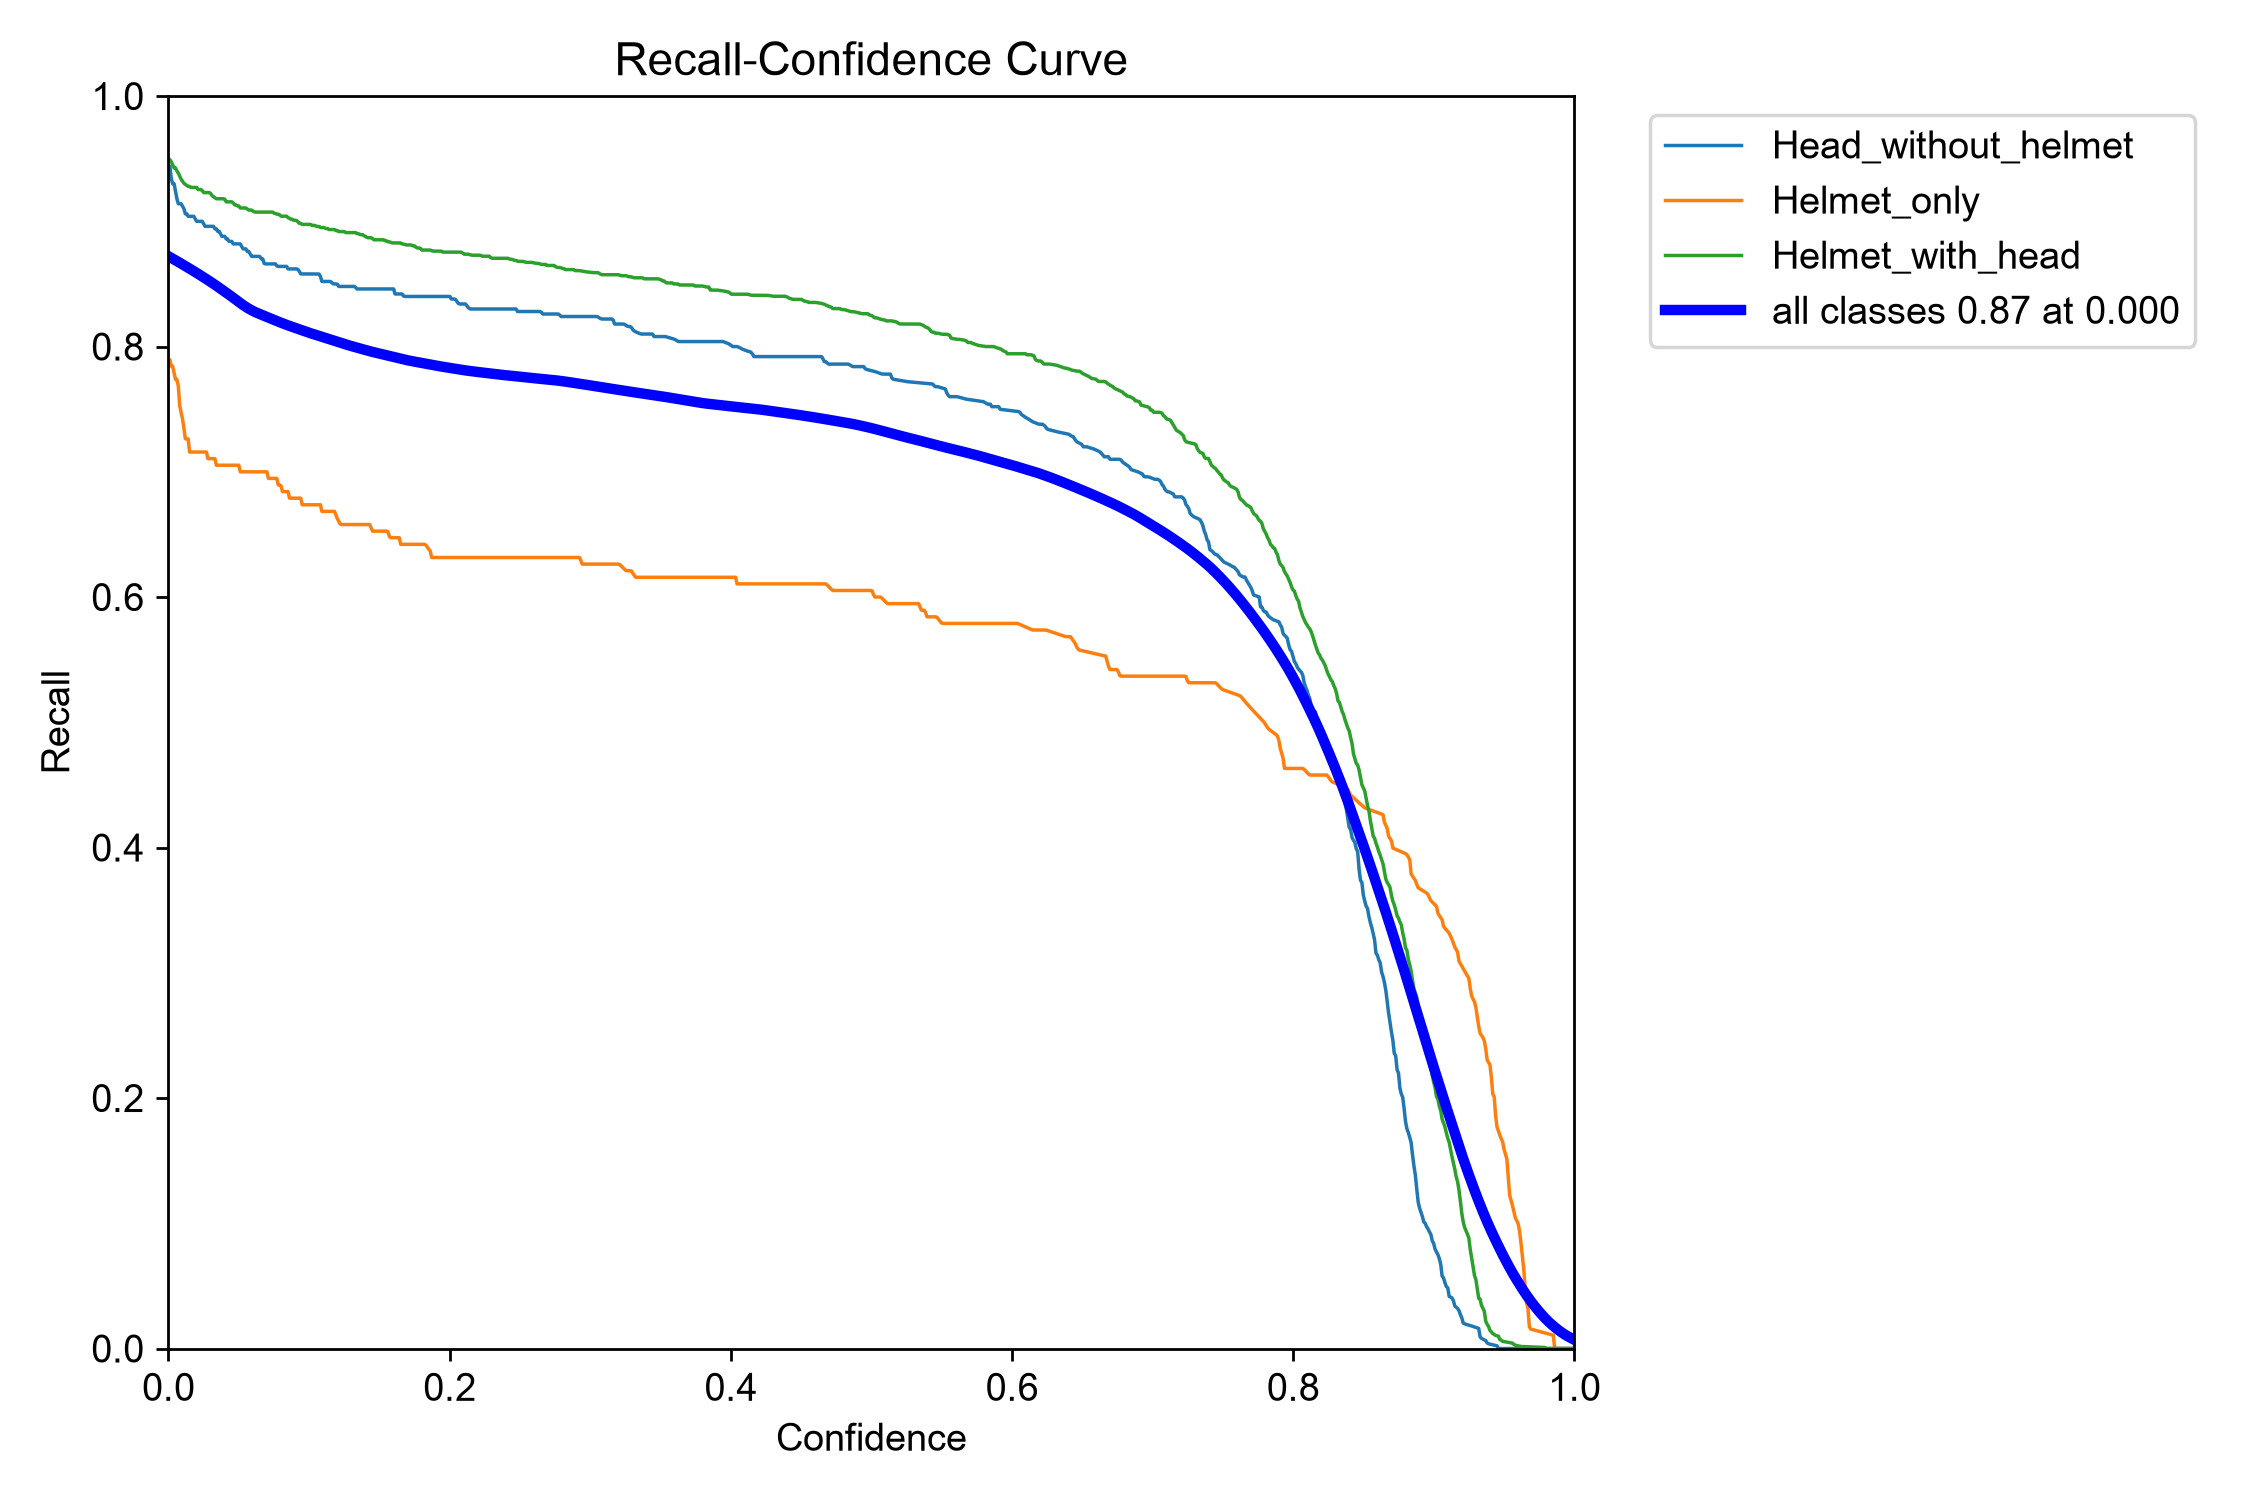 Recall-Confidence Curve
1.0
0.8
0.6
0.4
0.2
0.0
Recall
0.0 0.2 0.4 0.6 0.8 1.0
Confidence
Head_without_helmet
Helmet_only
Helmet_with_head
all classes 0.87 at 0.000